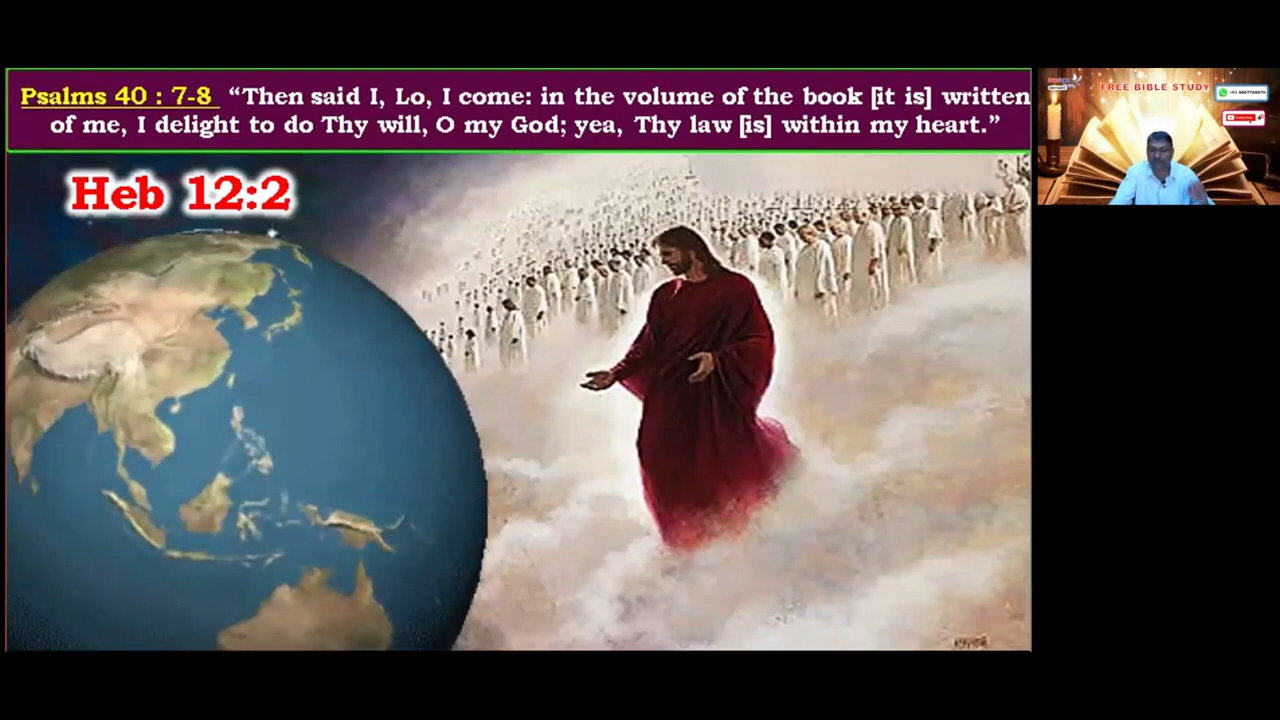 Psalms 40 : 7-8 “Then said I, Lo, I come: in the volume of the book [it is] written
of me, I delight to do Thy will, O my God; yea, Thy law [is] within my heart.”
Heb 12:2
FREE BIBLE STUDY